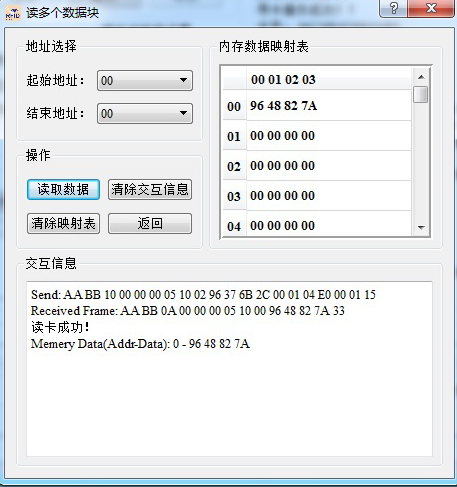 RFID
读多个数据块
地址选择
起始地址： 00
结束地址： 00
操作
读取数据 清除交互信息
清除映射表 返回
内存数据映射表
00 01 02 03
00 96 48 82 7A
01 00 00 00 00
02 00 00 00 00
03 00 00 00 00
04 00 00 00 00
交互信息
Send: AA BB 10 00 00 00 05 10 02 96 37 6B 2C 00 01 04 E0 00 01 15
Received Frame: AA BB 0A 00 00 00 05 10 00 96 48 82 7A 33
读卡成功！
Memery Data(Addr-Data): 0 - 96 48 82 7A